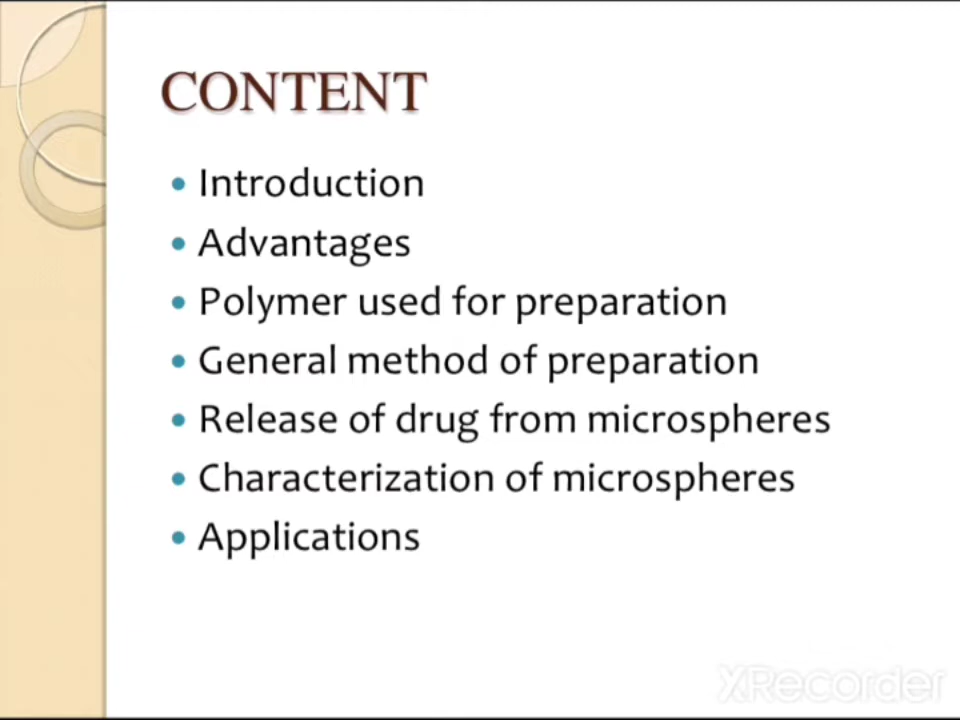 CONTENT
Introduction
Advantages
Polymer used for preparation
General method of preparation
Release of drug from microspheres
Characterization of microspheres
Applications
XRecorder